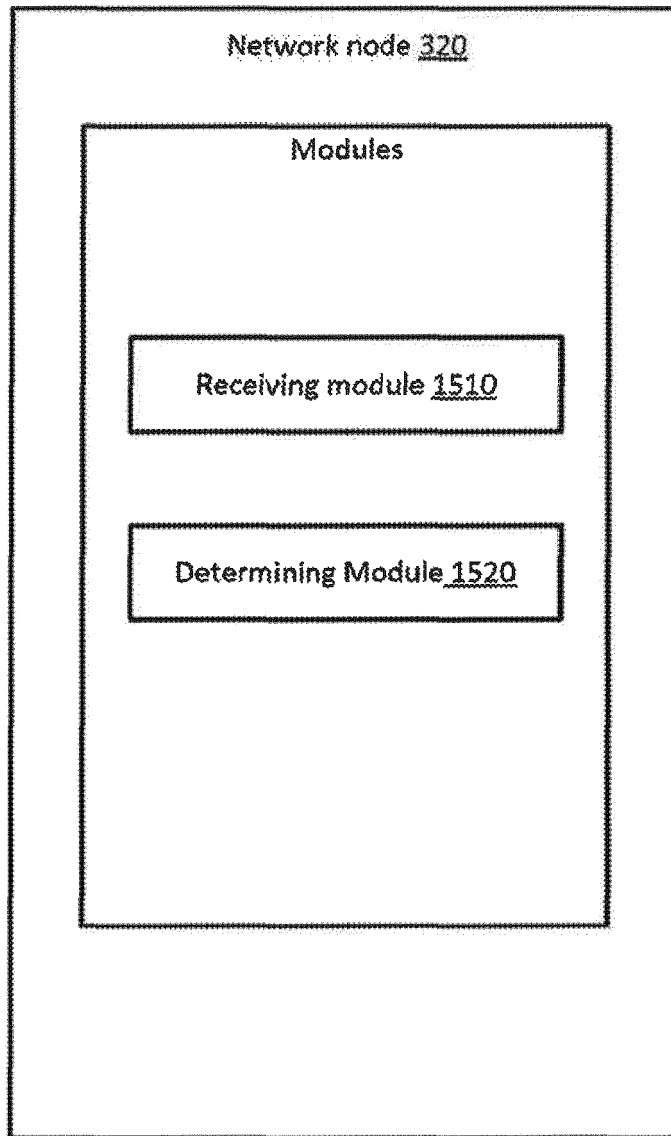 Network node 320
Modules
Receiving module 1510
Determining Module 1520